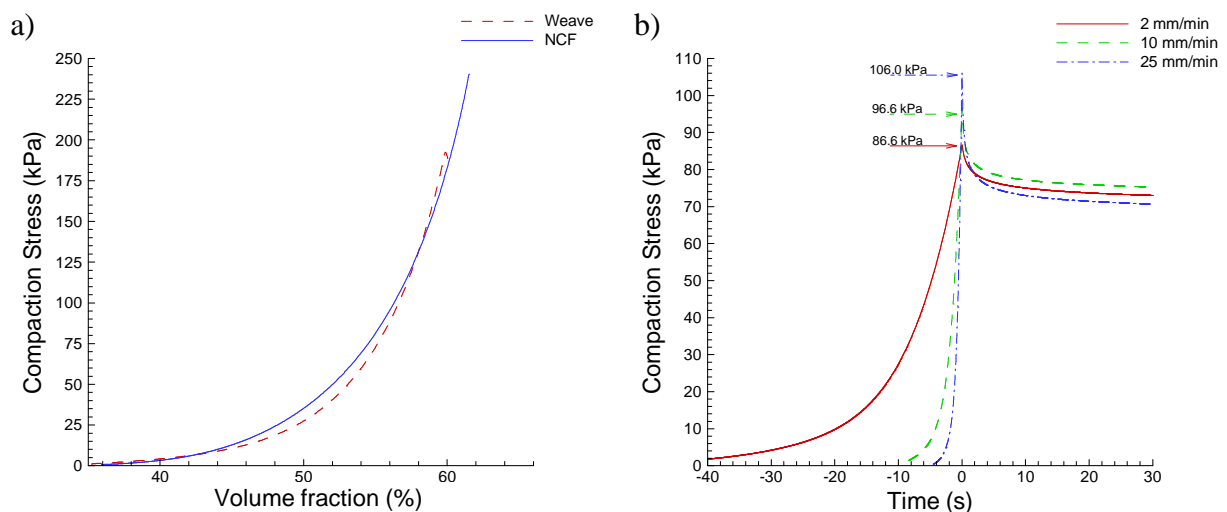 a)
Weave
NCF
Compaction Stress (kPa)
250
225
200
175
150
125
100
75
50
25
0
40
50
60
Volume fraction (%)
b)
2 mm/min
10 mm/min
25 mm/min
Compaction Stress (kPa)
110
100
90
80
70
60
50
40
30
20
10
0
106.0 kPa
96.6 kPa
86.6 kPa
-40
-30
-20
-10
0
10
20
30
Time (s)